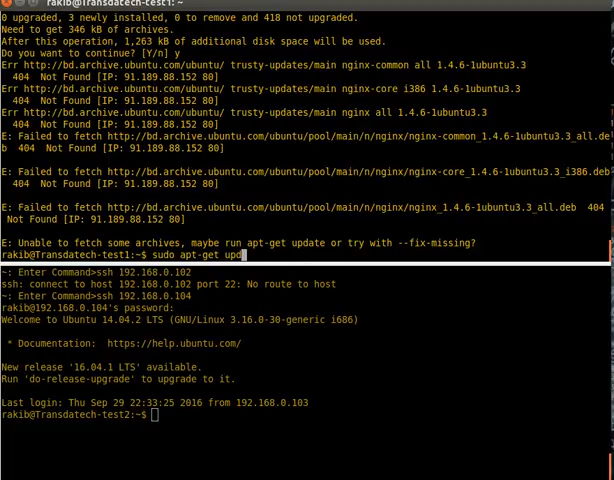 rakib@Transdatech-test1: ~
0 upgraded, 3 newly installed, 0 to remove and 418 not upgraded.
Need to get 346 kB of archives.
After this operation, 1,263 kB of additional disk space will be used.
Do you want to continue? [Y/n] y
Err http://bd.archive.ubuntu.com/ubuntu/ trusty-updates/main nginx-common all 1.4.6-1ubuntu3.3
404  Not Found [IP: 91.189.88.152 80]
Err http://bd.archive.ubuntu.com/ubuntu/ trusty-updates/main nginx-core i386 1.4.6-1ubuntu3.3
404  Not Found [IP: 91.189.88.152 80]
Err http://bd.archive.ubuntu.com/ubuntu/ trusty-updates/main nginx all 1.4.6-1ubuntu3.3
404  Not Found [IP: 91.189.88.152 80]
E: Failed to fetch http://bd.archive.ubuntu.com/ubuntu/pool/main/n/nginx/nginx-common_1.4.6-1ubuntu3.3_all.de
b  404  Not Found [IP: 91.189.88.152 80]
E: Failed to fetch http://bd.archive.ubuntu.com/ubuntu/pool/main/n/nginx/nginx-core_1.4.6-1ubuntu3.3_i386.deb
404  Not Found [IP: 91.189.88.152 80]
E: Failed to fetch http://bd.archive.ubuntu.com/ubuntu/pool/main/n/nginx/nginx_1.4.6-1ubuntu3.3_all.deb  404
Not Found [IP: 91.189.88.152 80]
E: Unable to fetch some archives, maybe run apt-get update or try with --fix-missing?
rakib@Transdatech-test1:~$ sudo apt-get upd
~: Enter Command>ssh 192.168.0.102
ssh: connect to host 192.168.0.102 port 22: No route to host
~: Enter Command>ssh 192.168.0.104
rakib@192.168.0.104's password:
Welcome to Ubuntu 14.04.2 LTS (GNU/Linux 3.16.0-30-generic i686)
* Documentation:  https://help.ubuntu.com/
New release '16.04.1 LTS' available.
Run 'do-release-upgrade' to upgrade to it.
Last login: Thu Sep 29 22:33:25 2016 from 192.168.0.103
rakib@Transdatech-test2:~$